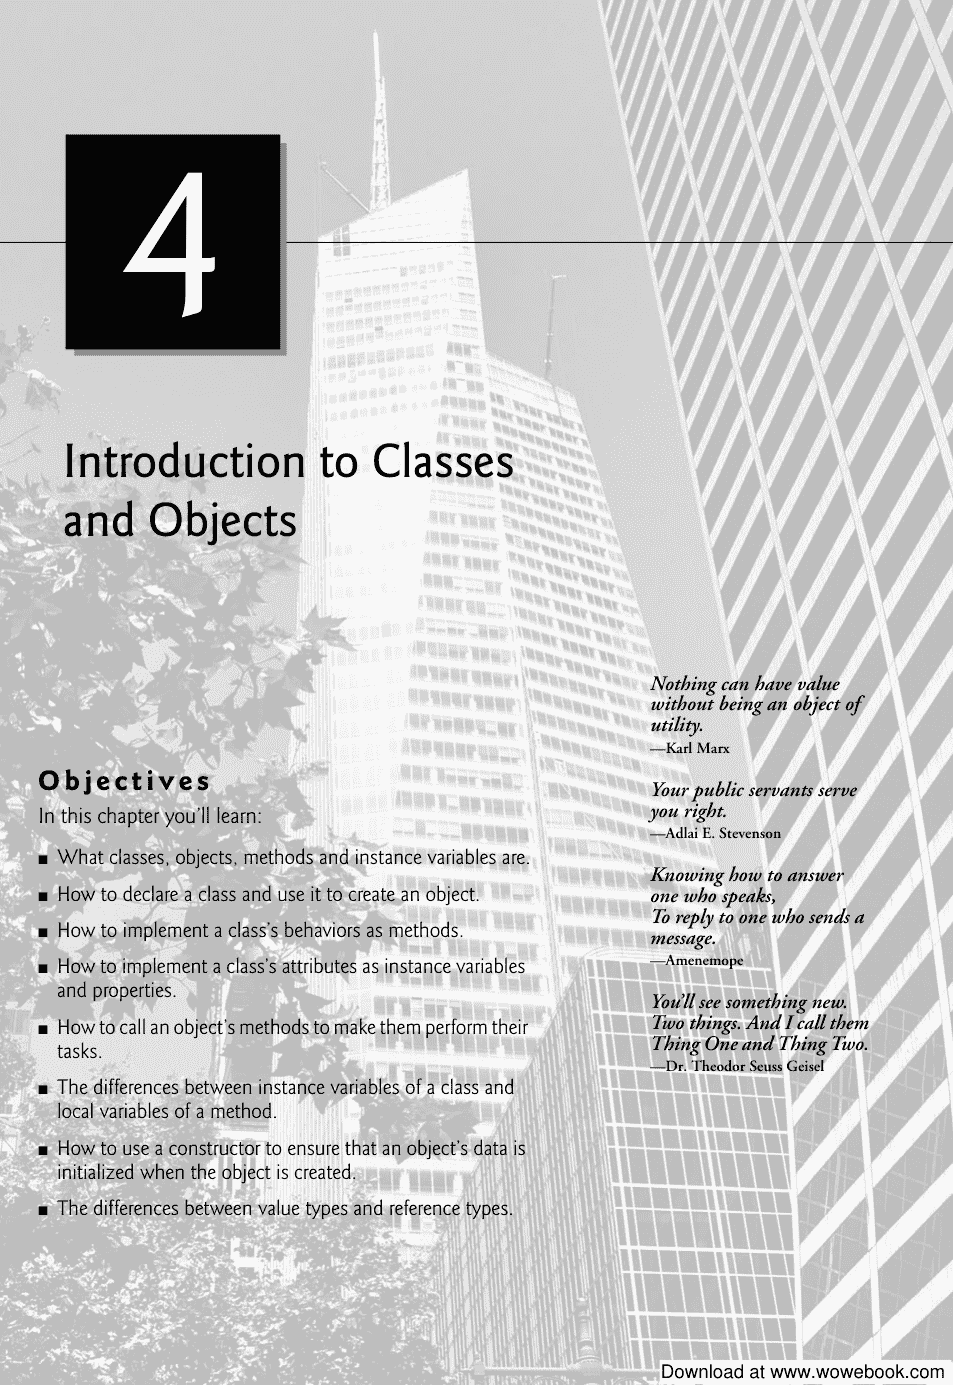 4
Introduction to Classes
and Objects
Nothing can have value
without being an object of
utility.
—Karl Marx
Your public servants serve
you right.
—Adlai E. Stevenson
Knowing how to answer
one who speaks,
To reply to one who sends a
message.
—Amenemope
You’ll see something new.
Two things. And I call them
Thing One and Thing Two.
—Dr. Theodor Seuss Geisel
Objectives
In this chapter you’ll learn:
■ What classes, objects, methods and instance variables are.
■ How to declare a class and use it to create an object.
■ How to implement a class’s behaviors as methods.
■ How to implement a class’s attributes as instance variables
and properties.
■ How to call an object’s methods to make them perform their
tasks.
■ The differences between instance variables of a class and
local variables of a method.
■ How to use a constructor to ensure that an object’s data is
initialized when the object is created.
■ The differences between value types and reference types.
Download at www.wowebook.com